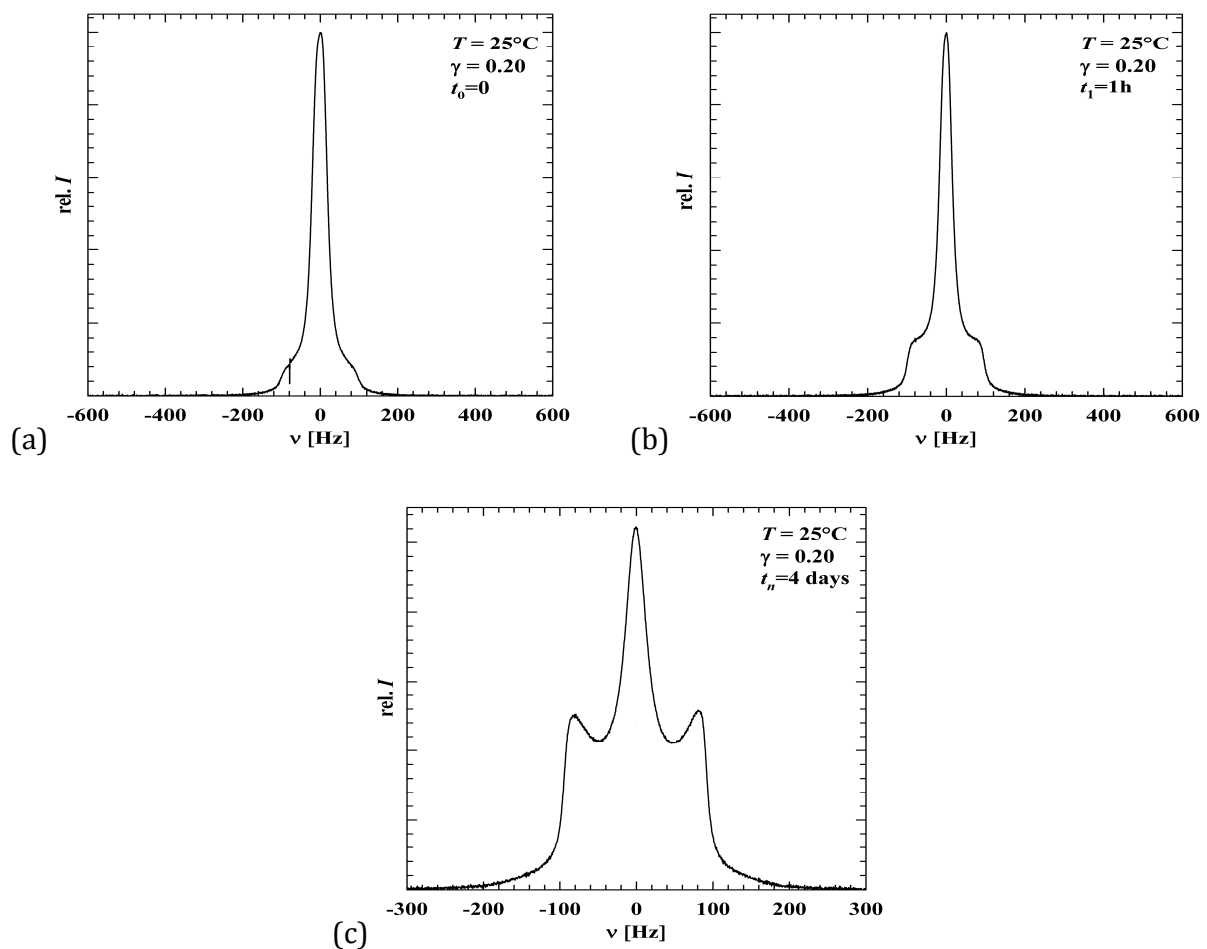 T = 25°C
γ = 0.20
t₀=0
rel. I
-600 -400 -200 0 200 400 600
ν [Hz]
(a)
T = 25°C
γ = 0.20
t₁=1h
rel. I
-600 -400 -200 0 200 400 600
ν [Hz]
(b)
T = 25°C
γ = 0.20
tₙ=4 days
rel. I
-300 -200 -100 0 100 200 300
ν [Hz]
(c)